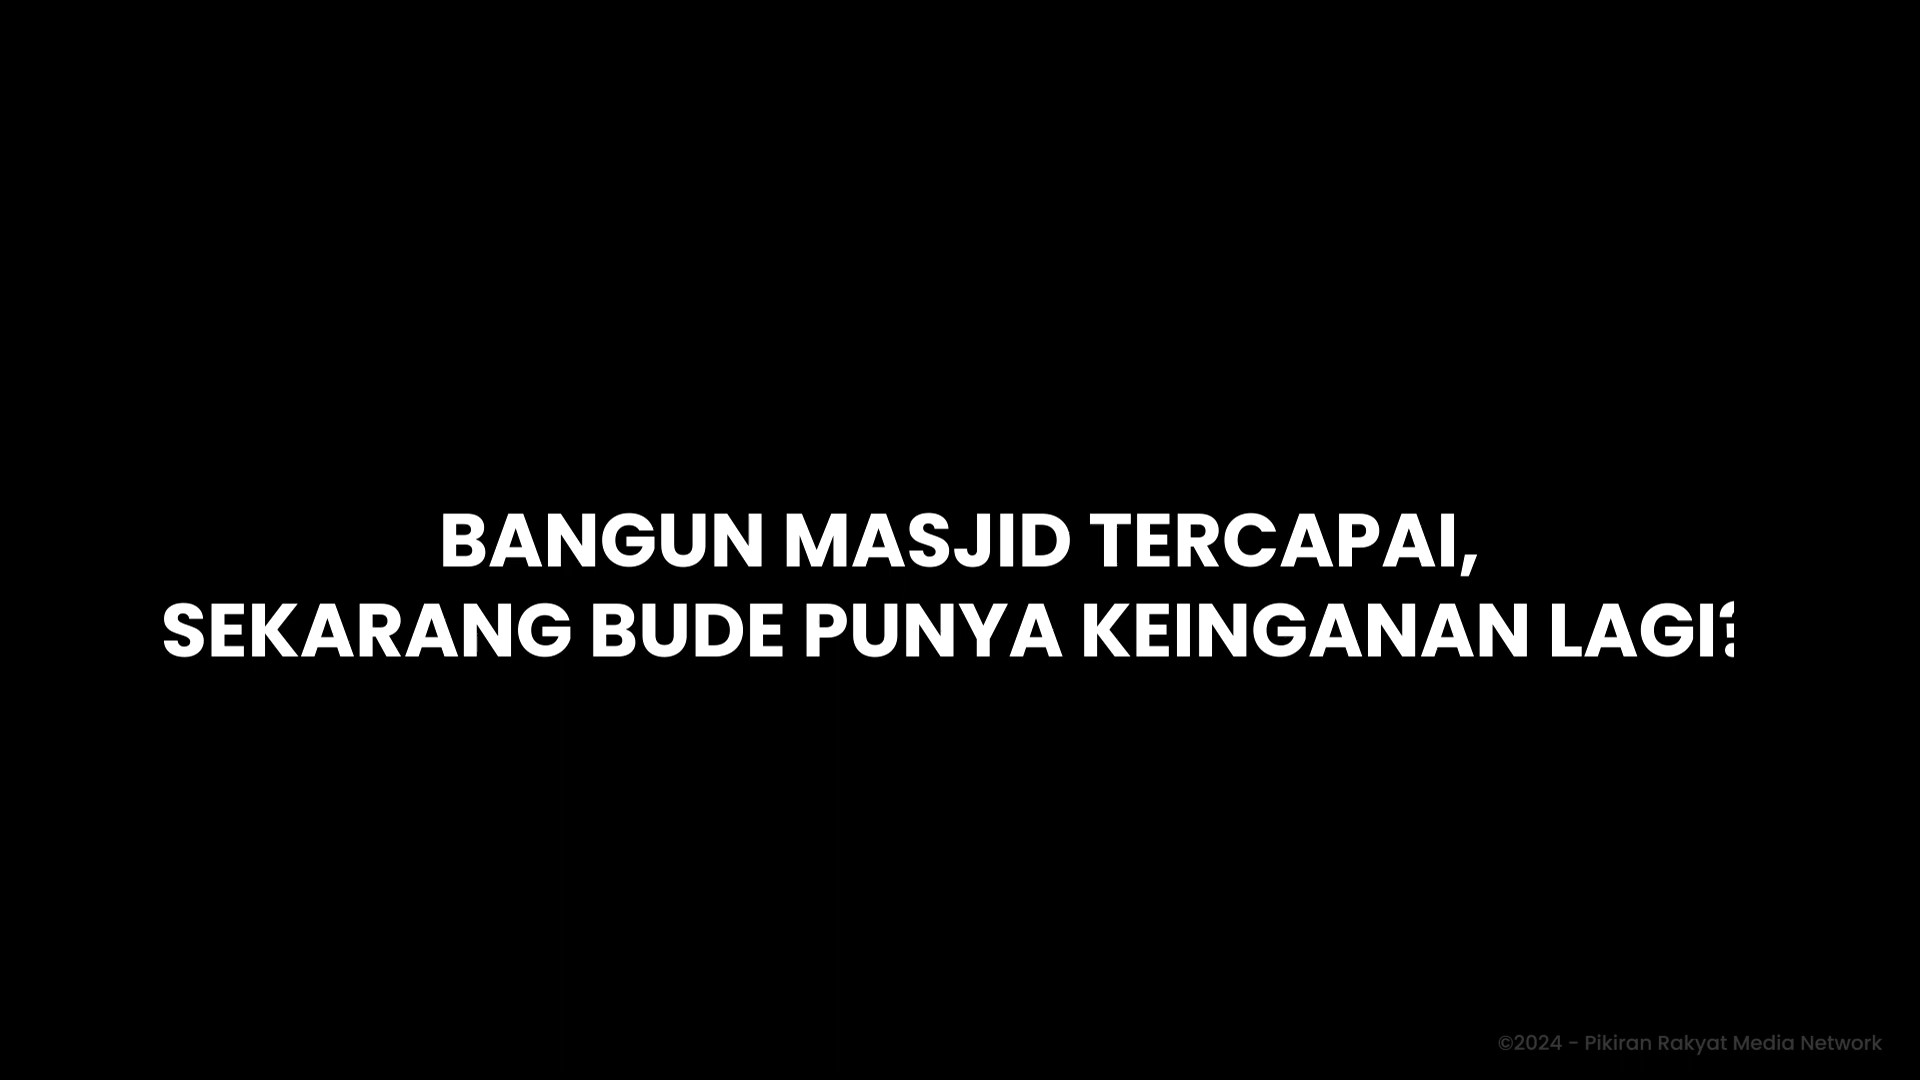 BANGUN MASJID TERCAPAI,
SEKARANG BUDE PUNYA KEINGANAN LAGI?
©2024 - Pikiran Rakyat Media Network